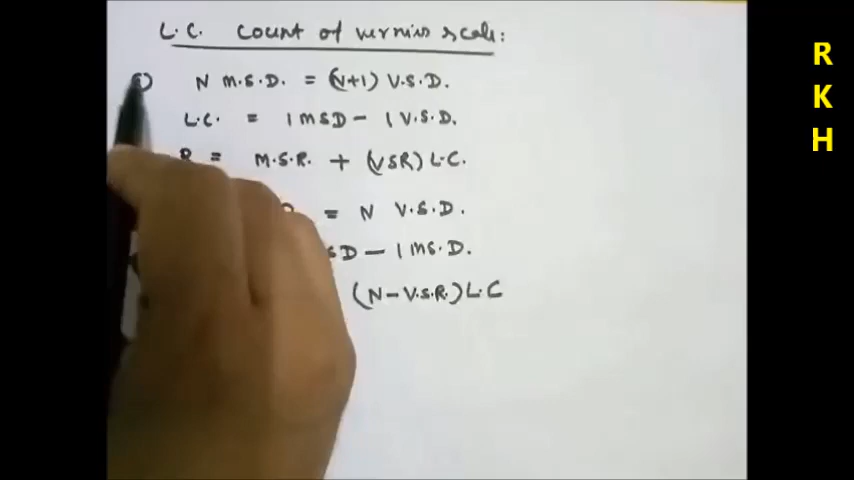 L.C. count of vernier scale:
N M.S.D. = (N+1) V.S.D.
L.C. = 1 MSD - 1 V.S.D.
R = M.S.R. + (VSR) L.C.
= N V.S.D.
SD - 1 MS.D.
(N - V.S.R.) L.C
R
K
H